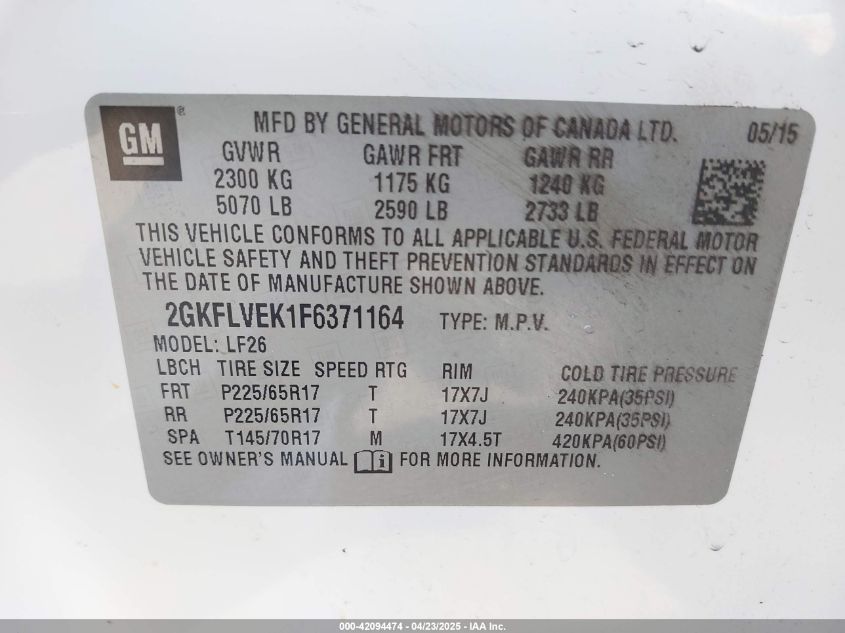 GM ®
MFD BY GENERAL MOTORS OF CANADA LTD. 05/15
GVWR GAWR FRT GAWR RR
2300 KG 1175 KG 1240 KG
5070 LB 2590 LB 2733 LB
THIS VEHICLE CONFORMS TO ALL APPLICABLE U.S. FEDERAL MOTOR
VEHICLE SAFETY AND THEFT PREVENTION STANDARDS IN EFFECT ON
THE DATE OF MANUFACTURE SHOWN ABOVE.
2GKFLVEK1F6371164 TYPE: M.P.V.
MODEL: LF26
LBCH TIRE SIZE SPEED RTG RIM COLD TIRE PRESSURE
FRT P225/65R17 T 17X7J 240KPA(35PSI)
RR P225/65R17 T 17X7J 240KPA(35PSI)
SPA T145/70R17 M 17X4.5T 420KPA(60PSI)
SEE OWNER'S MANUAL i FOR MORE INFORMATION.
000-42094474 - 04/23/2025 - IAA Inc.